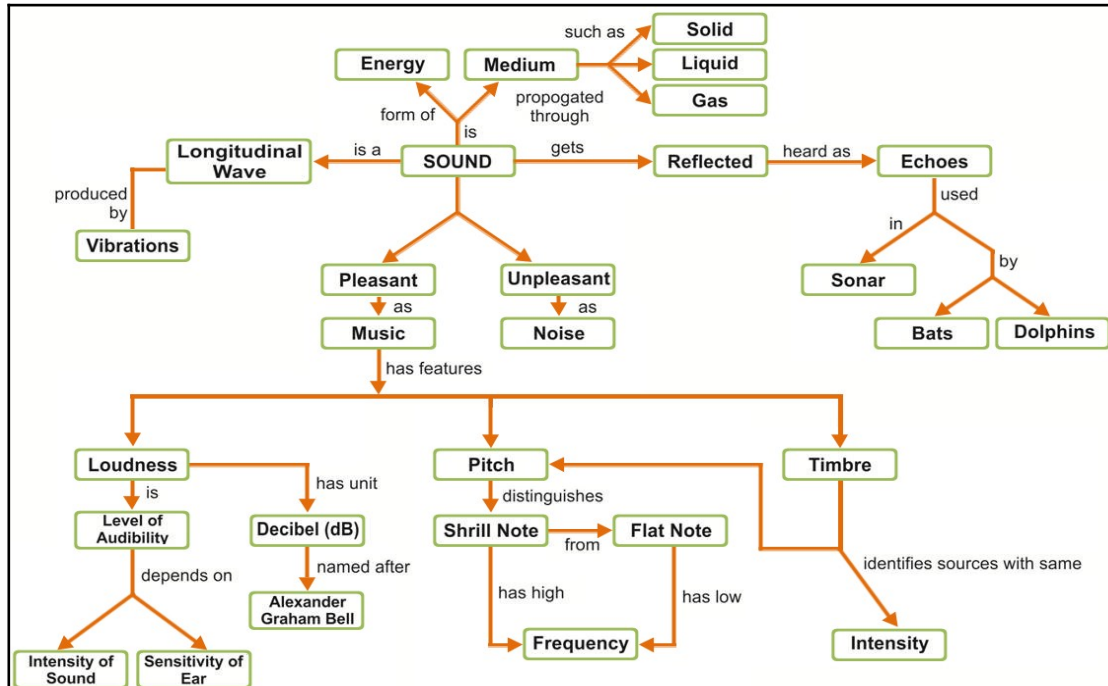 such as
Solid
Energy
Medium
Liquid
Gas
form of
propogated
through
is
Longitudinal
Wave
is a
SOUND
gets
Reflected
heard as
Echoes
produced
by
used
Vibrations
in
by
Pleasant
Unpleasant
Sonar
as
as
Music
Noise
Bats
Dolphins
has features
Loudness
Pitch
Timbre
is
has unit
distinguishes
Level of
Audibility
Decibel (dB)
Shrill Note
from
Flat Note
depends on
named after
identifies sources with same
Alexander
Graham Bell
has high
has low
Intensity of
Sound
Sensitivity of
Ear
Frequency
Intensity